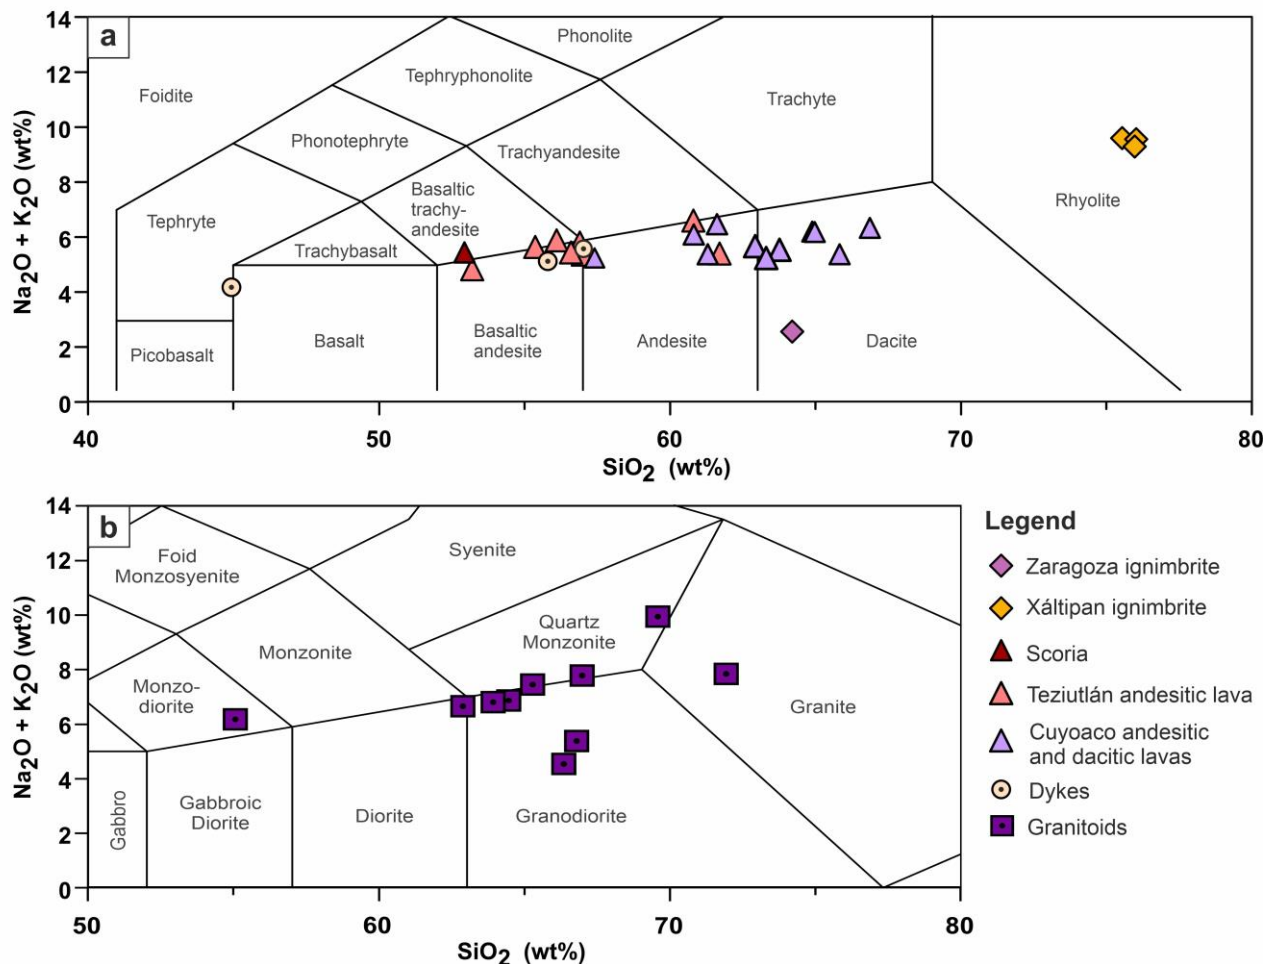 a
14
12
10
8
6
4
2
0
Na₂O + K₂O (wt%)
Foidite
Phonolite
Tephryphonolite
Trachyte
Phonotephryte
Trachyandesite
Basaltic
trachy-
andesite
Tephryte
Trachybasalt
Rhyolite
Picobasalt
Basalt
Basaltic
andesite
Andesite
Dacite
40 50 60 70 80
SiO₂ (wt%)
b
14
12
10
8
6
4
2
0
Na₂O + K₂O (wt%)
Foid
Monzosyenite
Syenite
Quartz
Monzonite
Monzonite
Monzo-
diorite
Granite
Gabbro
Gabbroic
Diorite
Diorite
Granodiorite
50 60 70 80
SiO₂ (wt%)
Legend
Zaragoza ignimbrite
Xáltipan ignimbrite
Scoria
Teziutlán andesitic lava
Cuyoaco andesitic
and dacitic lavas
Dykes
Granitoids